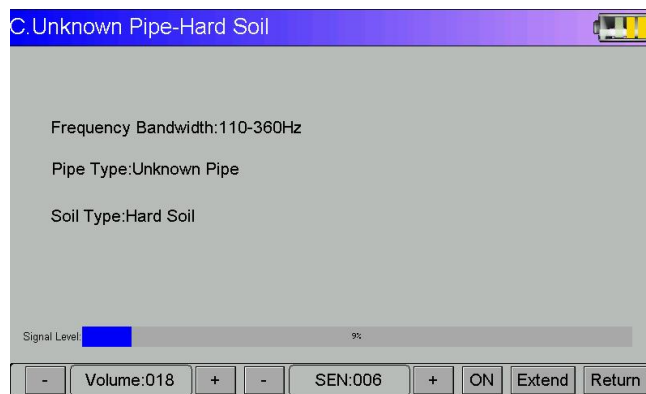 C.Unknown Pipe-Hard Soil
Frequency Bandwidth:110-360Hz
Pipe Type:Unknown Pipe
Soil Type:Hard Soil
Signal Level: 9%
- Volume:018 + - SEN:006 + ON Extend Return